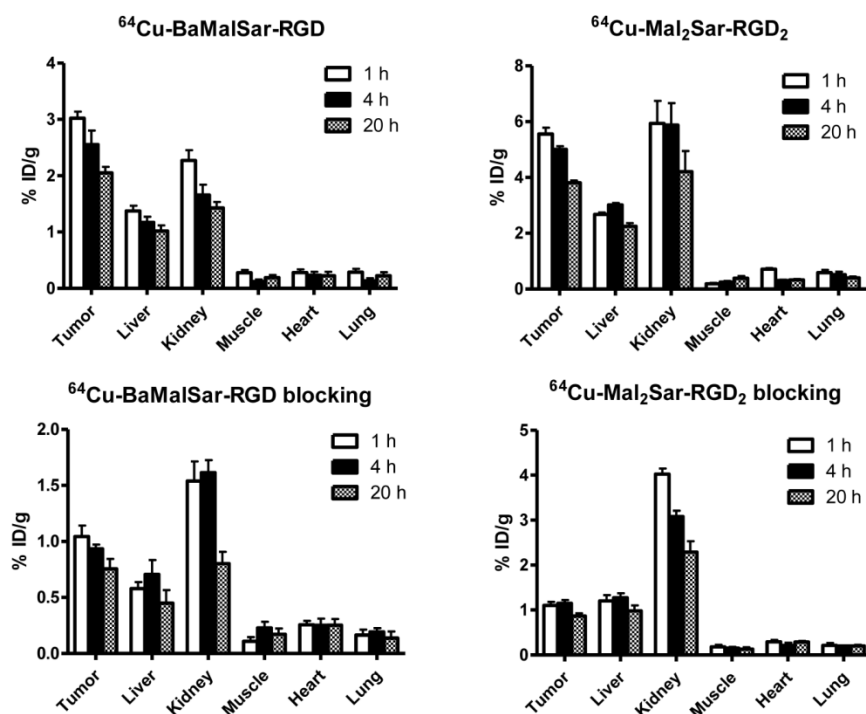 ⁶⁴Cu-BaMalSar-RGD
% ID/g
4
3
2
1
0
1 h
4 h
20 h
Tumor
Liver
Kidney
Muscle
Heart
Lung
⁶⁴Cu-Mal₂Sar-RGD₂
% ID/g
8
6
4
2
0
1 h
4 h
20 h
Tumor
Liver
Kidney
Muscle
Heart
Lung
⁶⁴Cu-BaMalSar-RGD blocking
% ID/g
2.0
1.5
1.0
0.5
0.0
1 h
4 h
20 h
Tumor
Liver
Kidney
Muscle
Heart
Lung
⁶⁴Cu-Mal₂Sar-RGD₂ blocking
% ID/g
5
4
3
2
1
0
1 h
4 h
20 h
Tumor
Liver
Kidney
Muscle
Heart
Lung